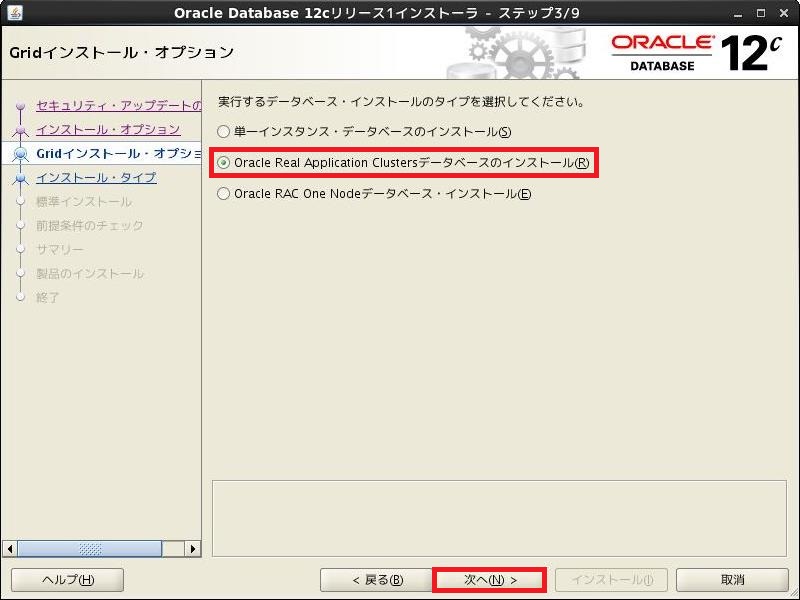 Oracle Database 12cリリース1インストーラ - ステップ3/9
Gridインストール・オプション
ORACLE
DATABASE
12c
セキュリティ・アップデートの
インストール・オプション
Gridインストール・オプショ
インストール・タイプ
標準インストール
前提条件のチェック
サマリー
製品のインストール
終了
実行するデータベース・インストールのタイプを選択してください。
単一インスタンス・データベースのインストール(S)
Oracle Real Application Clustersデータベースのインストール(R)
Oracle RAC One Nodeデータベース・インストール(E)
ヘルプ(H)
< 戻る(B)
次へ(N) >
インストール(I)
取消